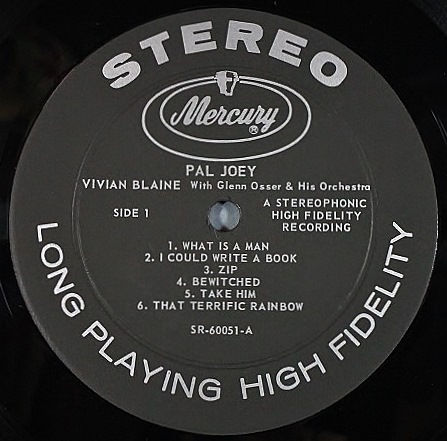 STEREO
Mercury
®
PAL JOEY
VIVIAN BLAINE With Glenn Osser & His Orchestra
SIDE 1
A STEREOPHONIC
HIGH FIDELITY
RECORDING
1. WHAT IS A MAN
2. I COULD WRITE A BOOK
3. ZIP
4. BEWITCHED
5. TAKE HIM
6. THAT TERRIFIC RAINBOW
SR-60051-A
LONG PLAYING HIGH FIDELITY